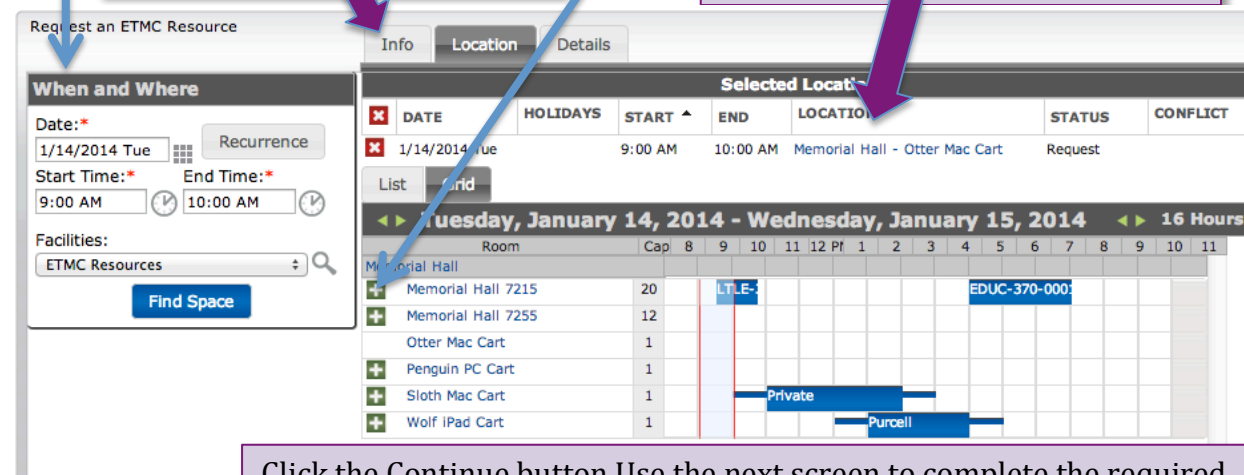 Request an ETMC Resource
Info Location Details
When and Where
Date:*
1/14/2014 Tue Recurrence
Start Time:* End Time:*
9:00 AM 10:00 AM
Facilities:
ETMC Resources
Find Space
Selected Locatio
DATE HOLIDAYS START END LOCATION STATUS CONFLICT
1/14/2014 Tue 9:00 AM 10:00 AM Memorial Hall - Otter Mac Cart Request
List Grid
Tuesday, January 14, 2014 - Wednesday, January 15, 2014 16 Hours
Room Cap 8 9 10 11 12 PM 1 2 3 4 5 6 7 8 9 10 11
Memorial Hall
Memorial Hall 7215 20 LTLE- EDUC-370-000
Memorial Hall 7255 12
Otter Mac Cart 1
Penguin PC Cart 1
Sloth Mac Cart 1 Private
Wolf iPad Cart 1 Purcell
Click the Continue button Use the next screen to complete the required